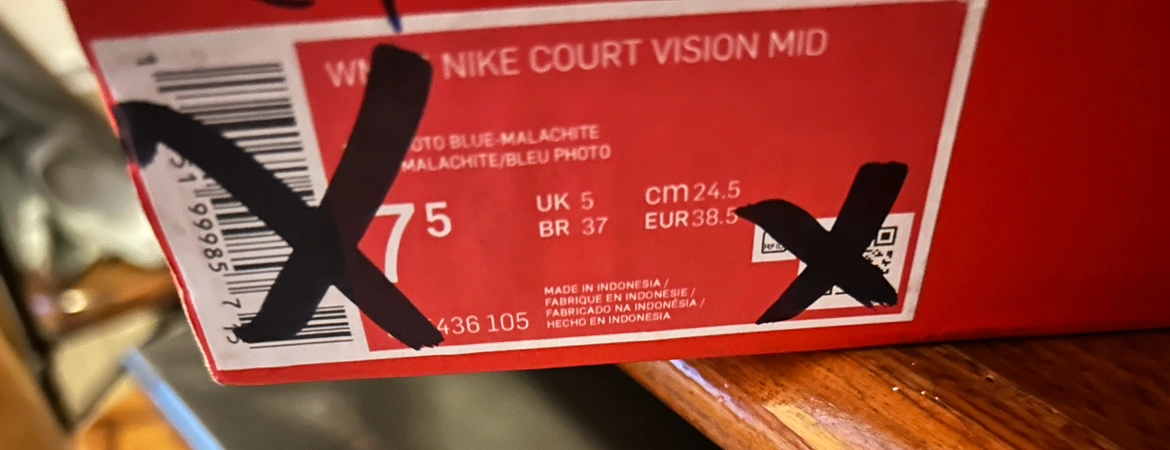 NIKE COURT VISION MID
BLUE-MALACHITE
MALACHITE/BLEU PHOTO
7 5
UK 5
BR 37
cm 24.5
EUR 38.5
436 105
MADE IN INDONESIA /
FABRIQUE EN INDONESIE /
FABRICADO NA INDONÉSIA /
HECHO EN INDONESIA